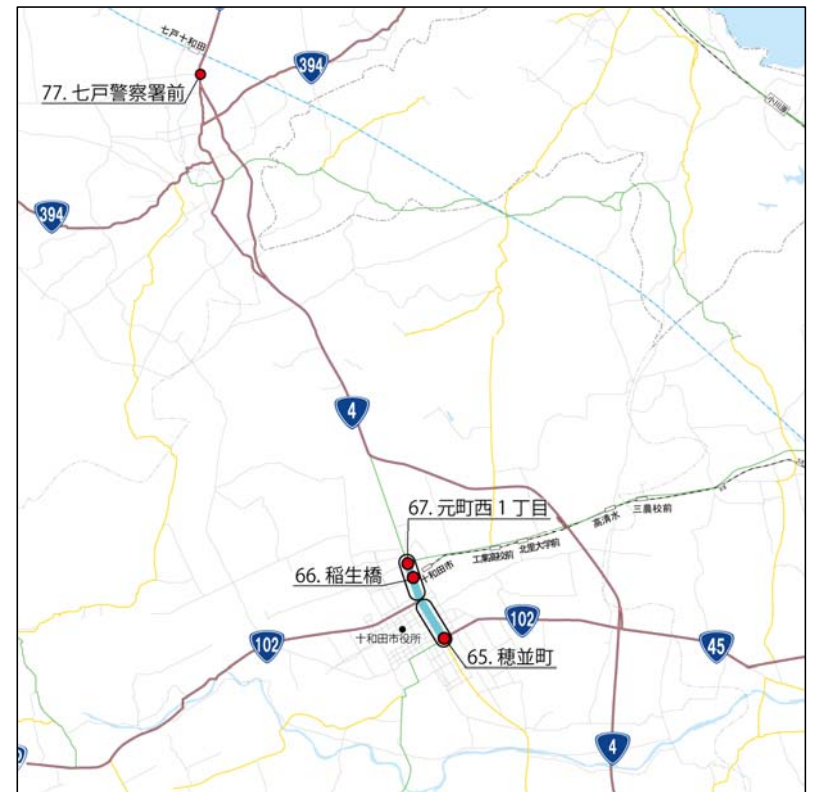 七戸十和田
394
77. 七戸警察署前
小川原
394
4
67. 元町西1丁目
三農校前
高清水
北里大学前
工業高校前
十和田市
66. 稲生橋
102
十和田市役所
102
45
65. 穂並町
4